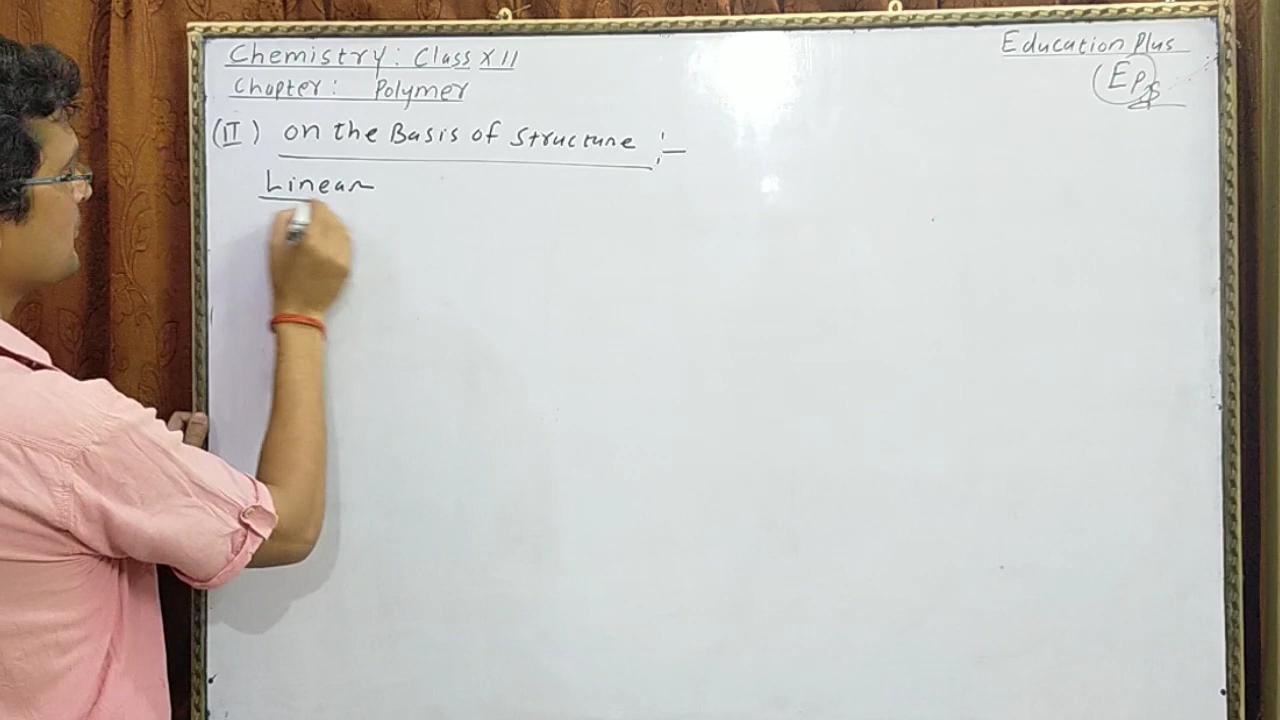 Chemistry: Class XII
Chapter: Polymer
Education Plus
Ep
(II) on the Basis of Structure :-
Linear